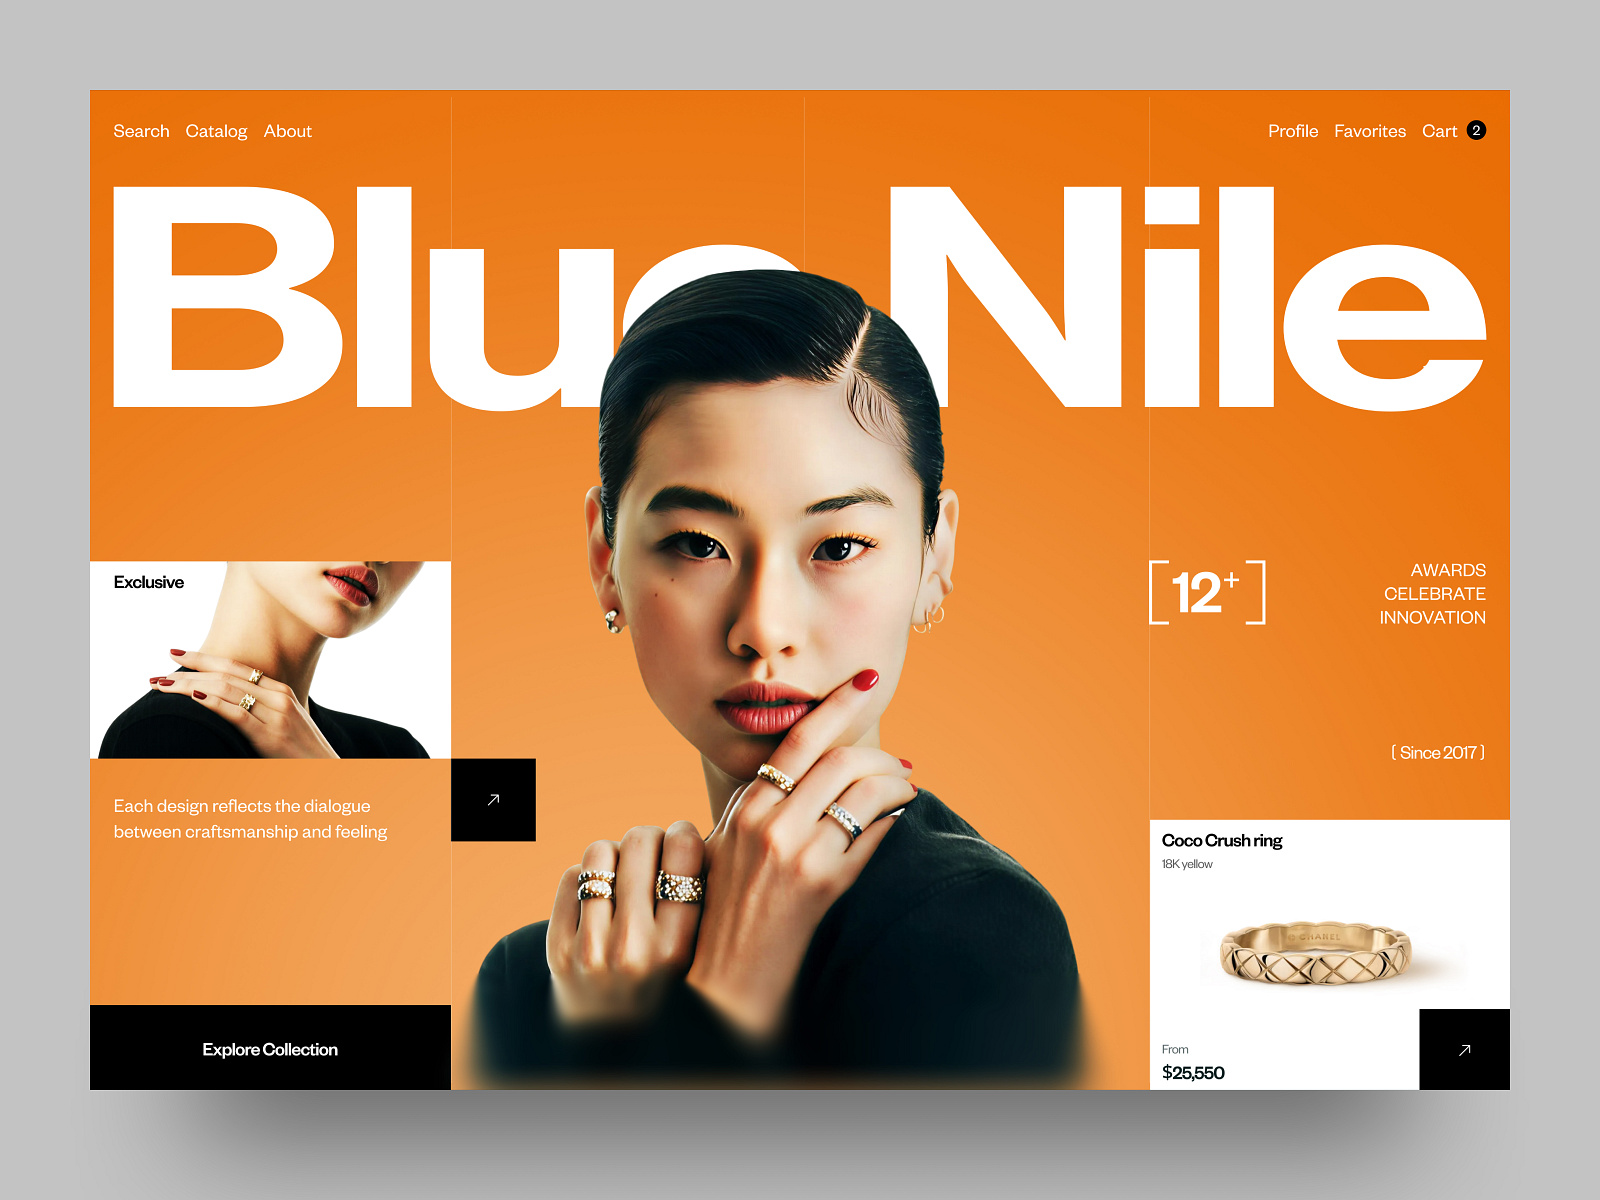 Search Catalog About
Profile Favorites Cart 2
Blue Nile
Exclusive
[12+]
AWARDS
CELEBRATE
INNOVATION
( Since 2017 )
Each design reflects the dialogue
between craftsmanship and feeling
Explore Collection
Coco Crush ring
18K yellow
CHANEL
From
$25,550